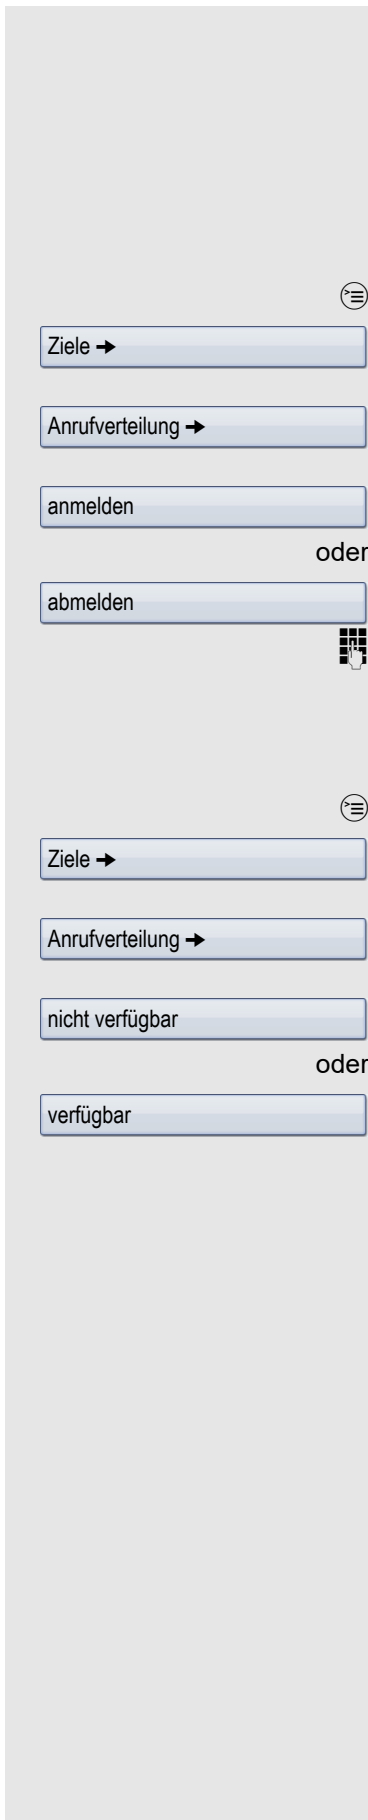 Ziele ➔
Anrufverteilung ➔
anmelden
oder
abmelden
Ziele ➔
Anrufverteilung ➔
nicht verfügbar
oder
verfügbar